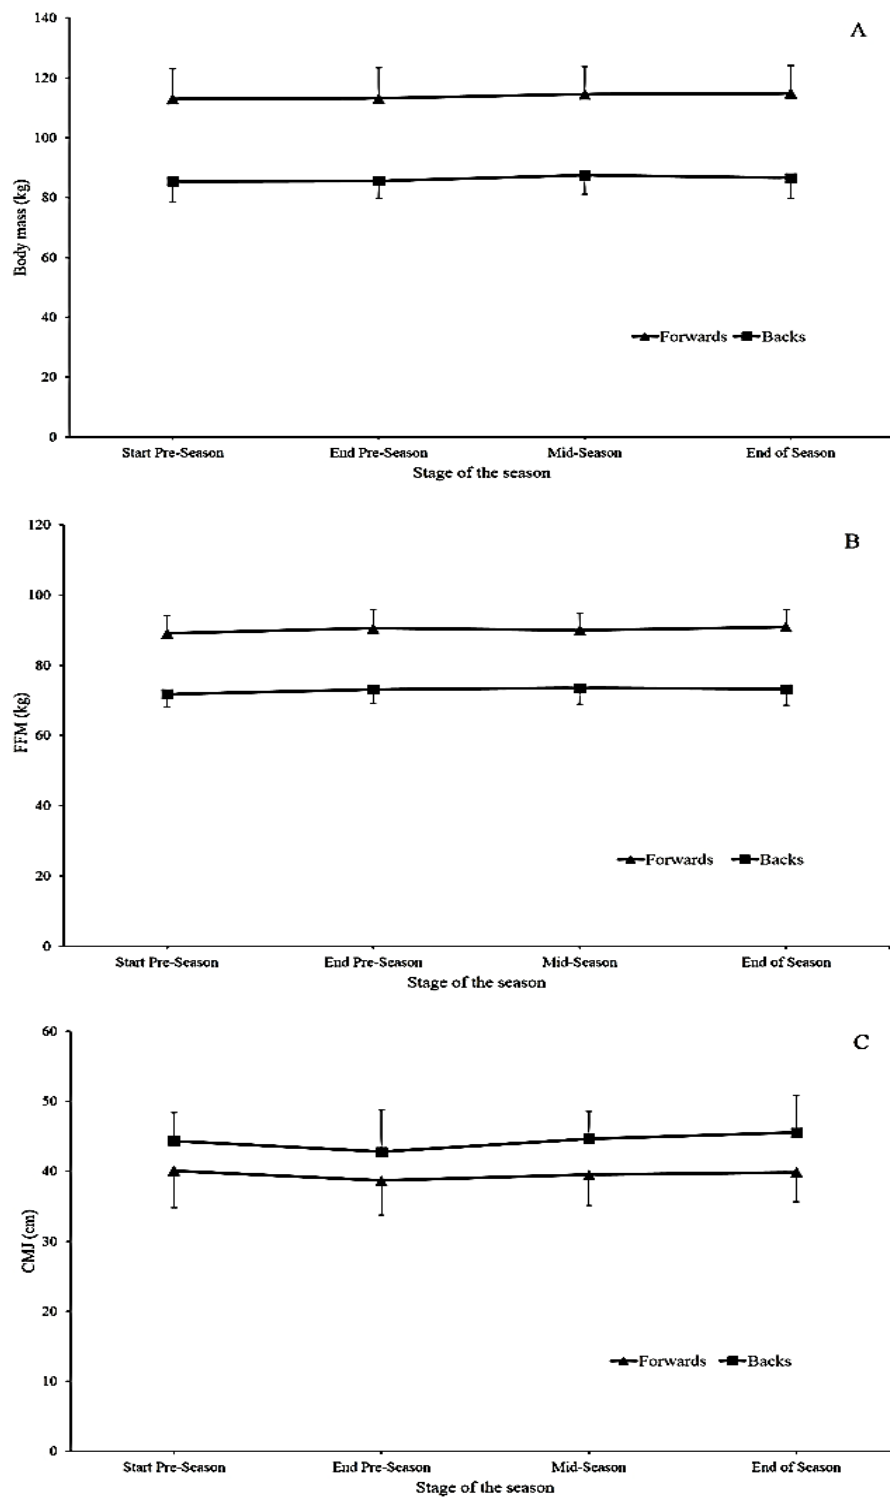 A
140
120
100
80
60
40
20
0
Body mass (kg)
Forwards Backs
Start Pre-Season End Pre-Season Mid-Season End of Season
Stage of the season
B
120
100
80
60
40
20
0
FFM (kg)
Forwards Backs
Start Pre-Season End Pre-Season Mid-Season End of Season
Stage of the season
C
60
50
40
30
20
10
0
CMJ (cm)
Forwards Backs
Start Pre-Season End Pre-Season Mid-Season End of Season
Stage of the season